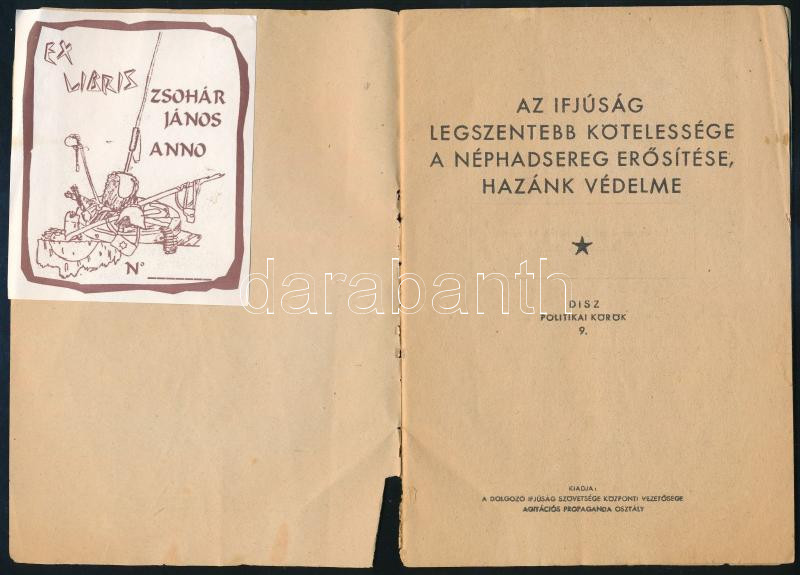 EX
LIBRIS
ZSOHÁR
JÁNOS
ANNO
Nº
AZ IFJÚSÁG
LEGSZENTEBB KÖTELESSÉGE
A NÉPHADSEREG ERŐSÍTÉSE,
HAZÁNK VÉDELME
darabanth
DISZ
POLITIKAI KÖRÖK
9.
KIADJA:
A DOLGOZÓ IFJÚSÁG SZÖVETSÉGE KÖZPONTI VEZETŐSÉGE
AGITÁCIÓS PROPAGANDA OSZTÁLY